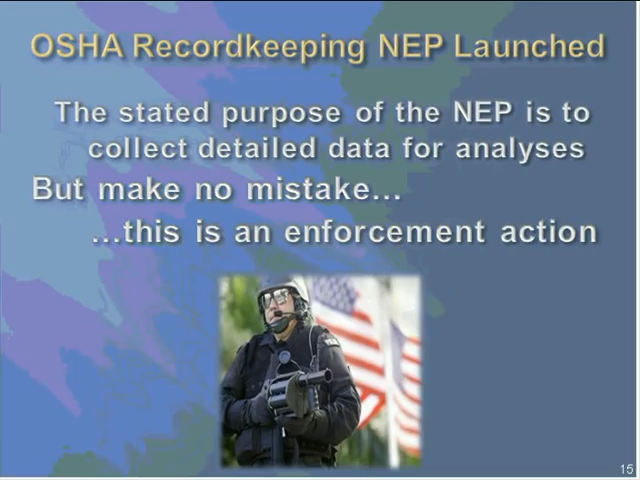 OSHA Recordkeeping NEP Launched
The stated purpose of the NEP is to
collect detailed data for analyses
But make no mistake...
...this is an enforcement action
15